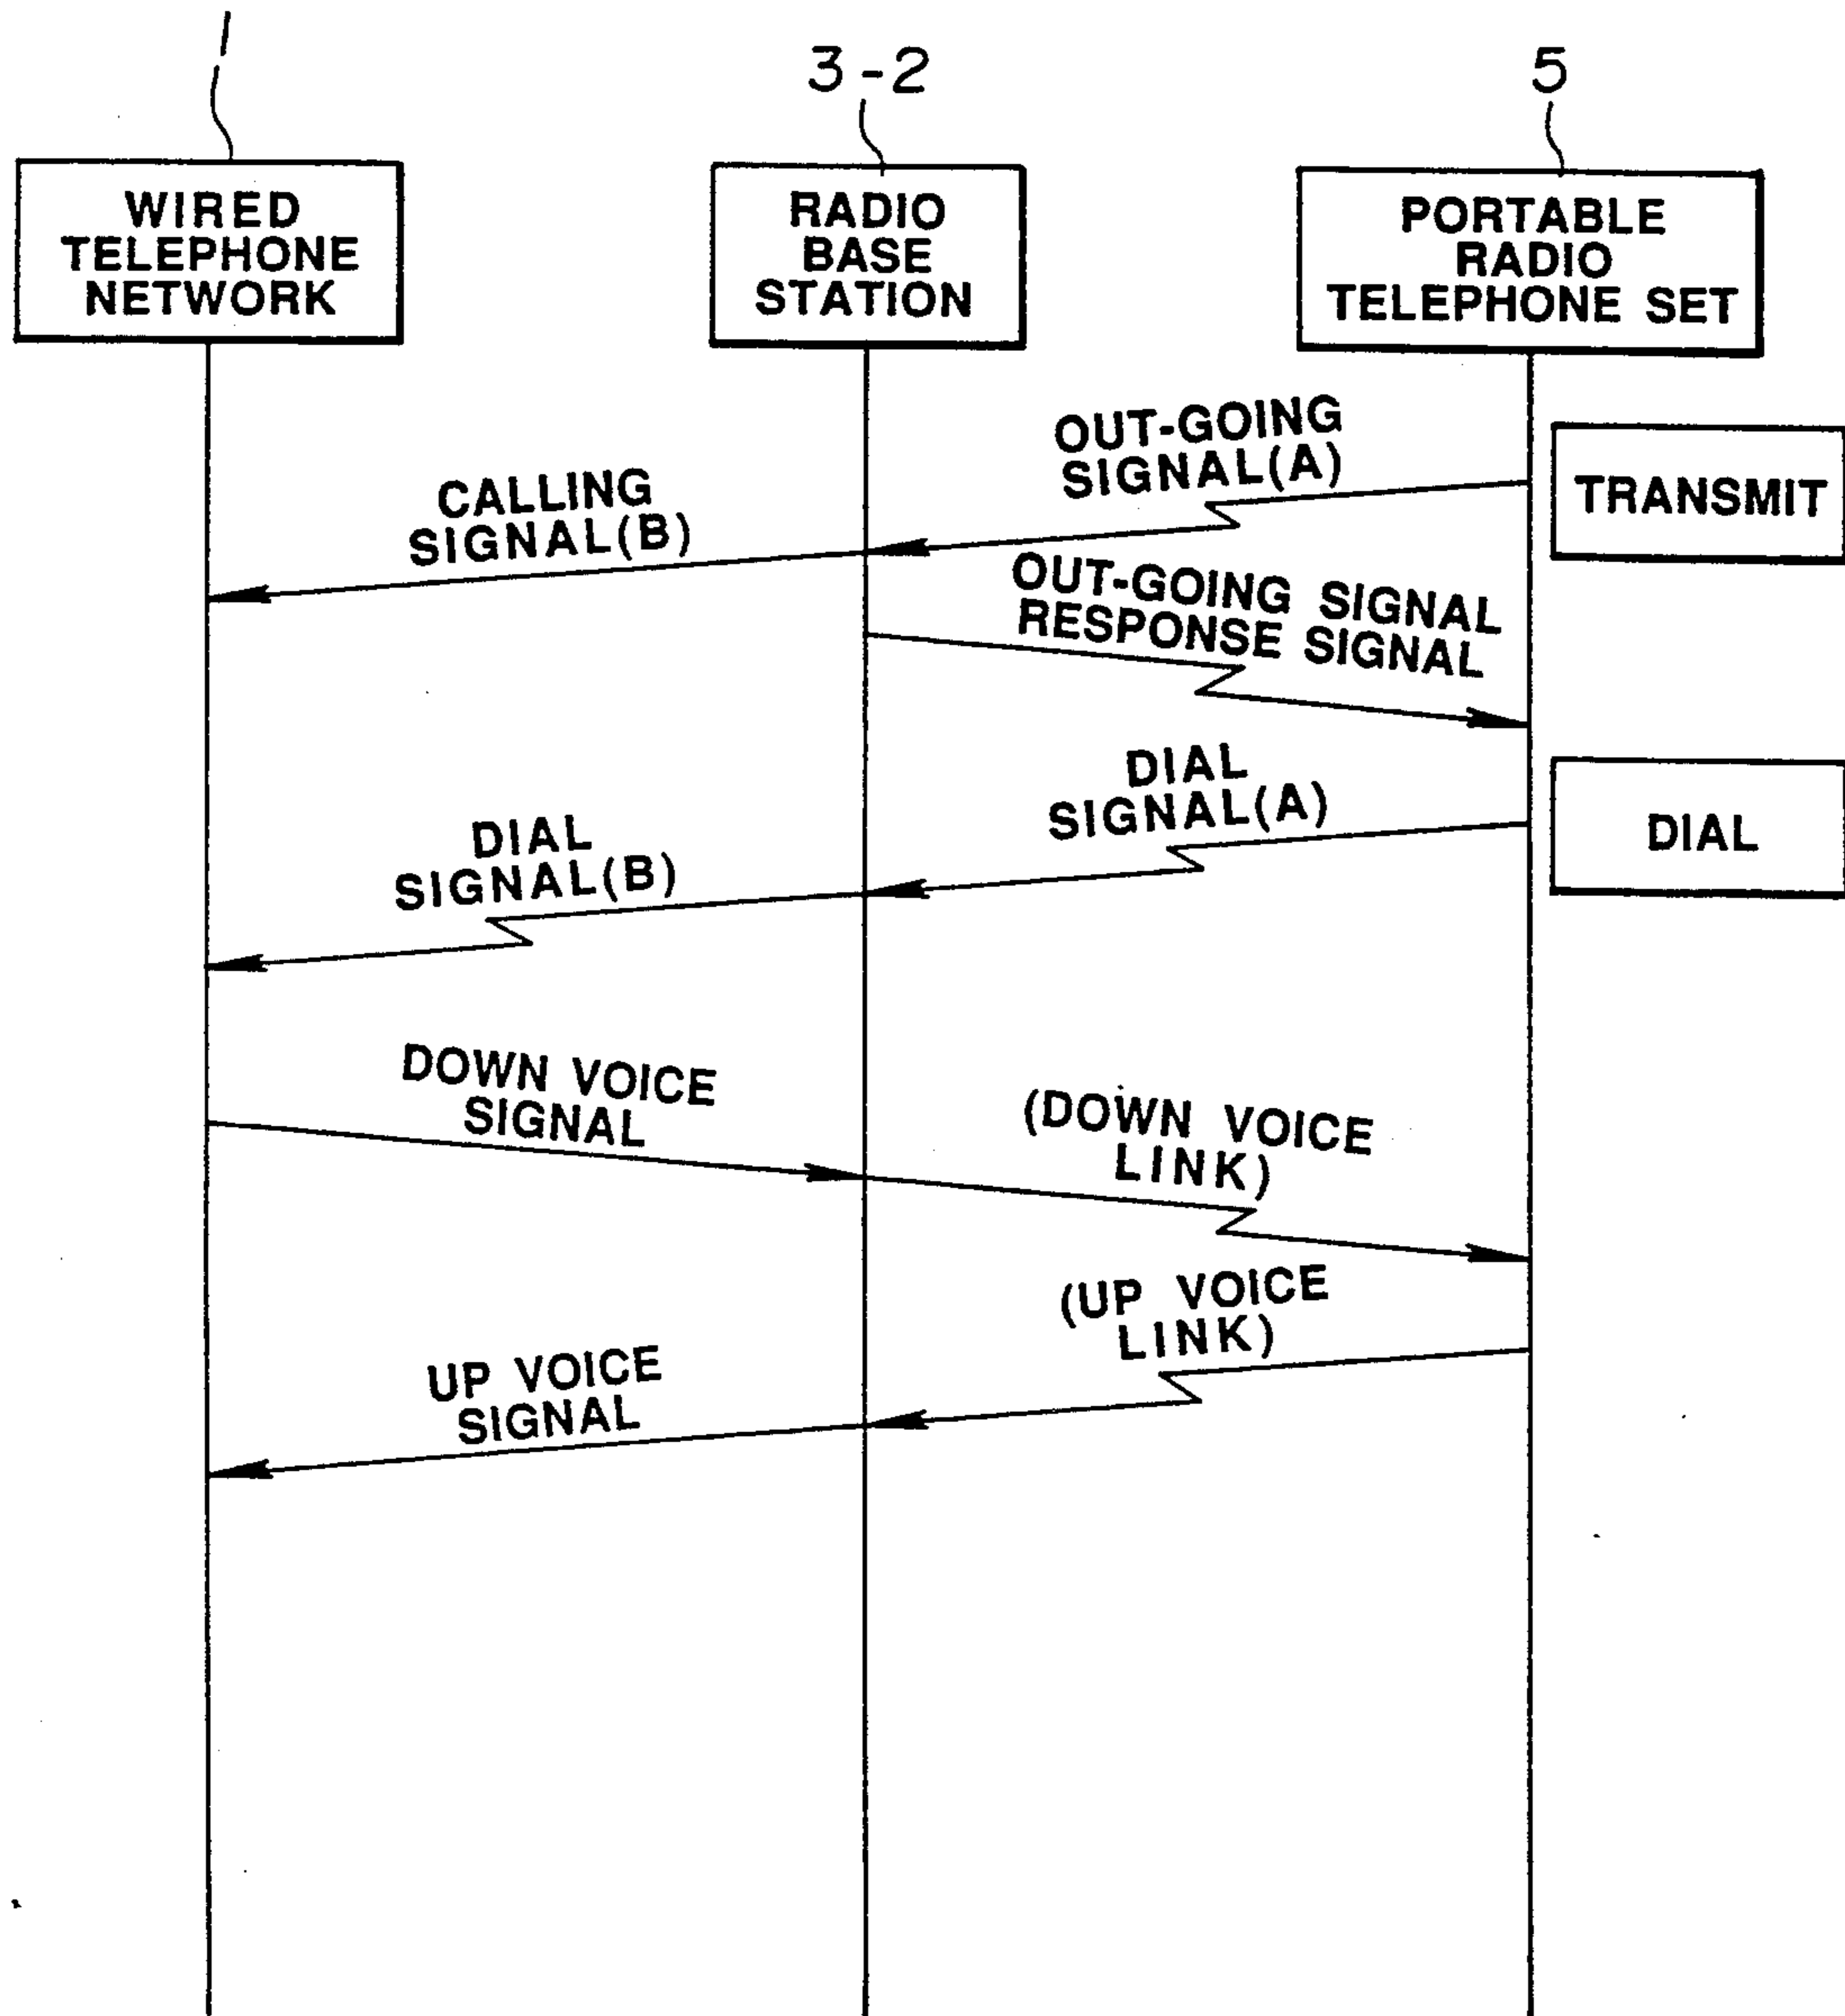 1
3-2
5
WIRED
TELEPHONE
NETWORK
RADIO
BASE
STATION
PORTABLE
RADIO
TELEPHONE SET
OUT-GOING
SIGNAL(A)
TRANSMIT
CALLING
SIGNAL(B)
OUT-GOING SIGNAL
RESPONSE SIGNAL
DIAL
SIGNAL(A)
DIAL
DIAL
SIGNAL(B)
DOWN VOICE
SIGNAL
(DOWN VOICE
LINK)
(UP VOICE
LINK)
UP VOICE
SIGNAL